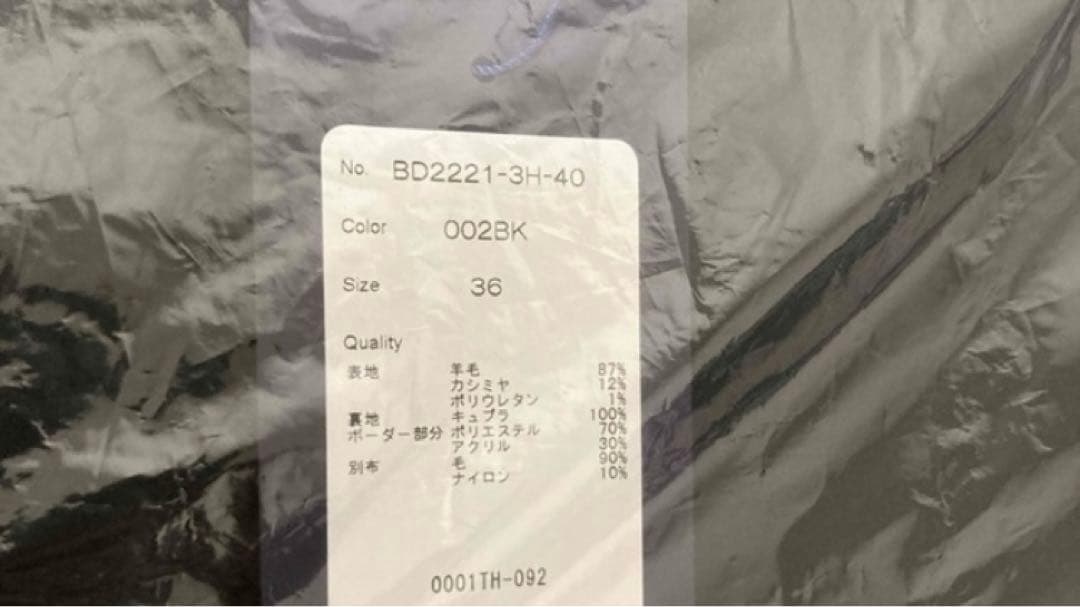 No. BD2221-3H-40
Color 002BK
Size 36
Quality
表地 羊毛 87%
カシミヤ 12%
ポリウレタン 1%
裏地 キュプラ 100%
ボーダー部分 ポリエステル 70%
アクリル 30%
別布 毛 90%
ナイロン 10%
0001TH-092